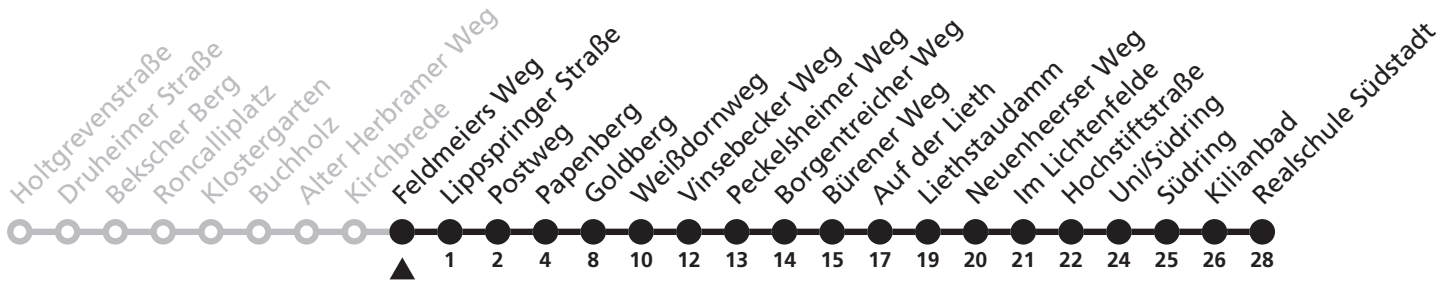 Holtgrevenstraße
Druheimer Straße
Bekscher Berg
Roncalliplatz
Klostergarten
Buchholz
Alter Herbramer Weg
Kirchbrede
Feldmeiers Weg
Lippspringer Straße
Postweg
Papenberg
Goldberg
Weißdornweg
Vinsebecker Weg
Peckelsheimer Weg
Borgentreicher Weg
Bürener Weg
Auf der Lieth
Liethstaudamm
Neuenheerser Weg
Im Lichtenfelde
Hochstiftstraße
Uni/Südring
Südring
Kilianbad
Realschule Südstadt
1 2 4 8 10 12 13 14 15 17 19 20 21 22 24 25 26 28